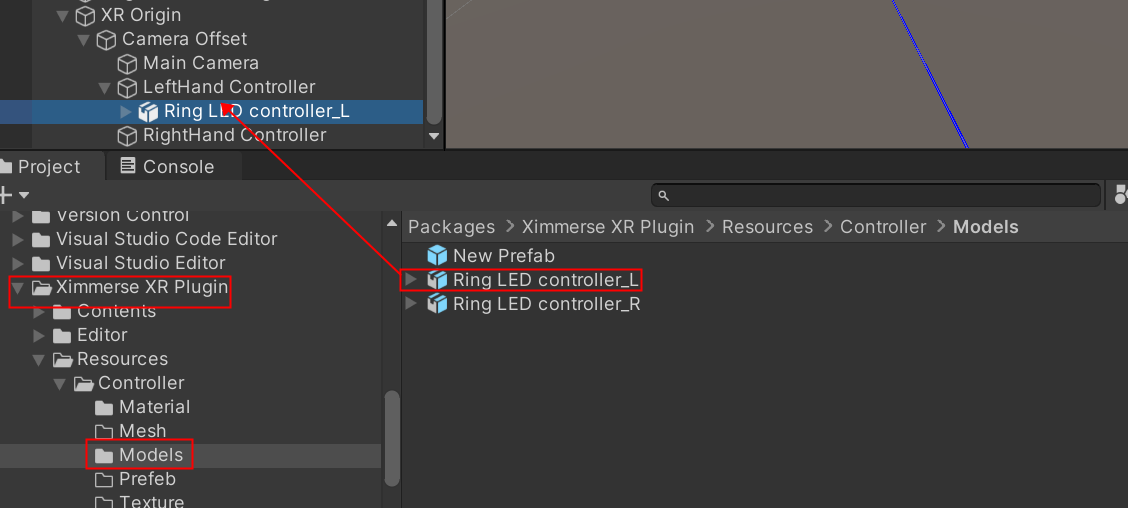 XR Origin
Camera Offset
Main Camera
LeftHand Controller
Ring LED controller_L
RightHand Controller
Project
Console
Version Control
Visual Studio Code Editor
Visual Studio Editor
Ximmerse XR Plugin
Contents
Editor
Resources
Controller
Material
Mesh
Models
Prefeb
Texture
Packages > Ximmerse XR Plugin > Resources > Controller > Models
New Prefab
Ring LED controller_L
Ring LED controller_R